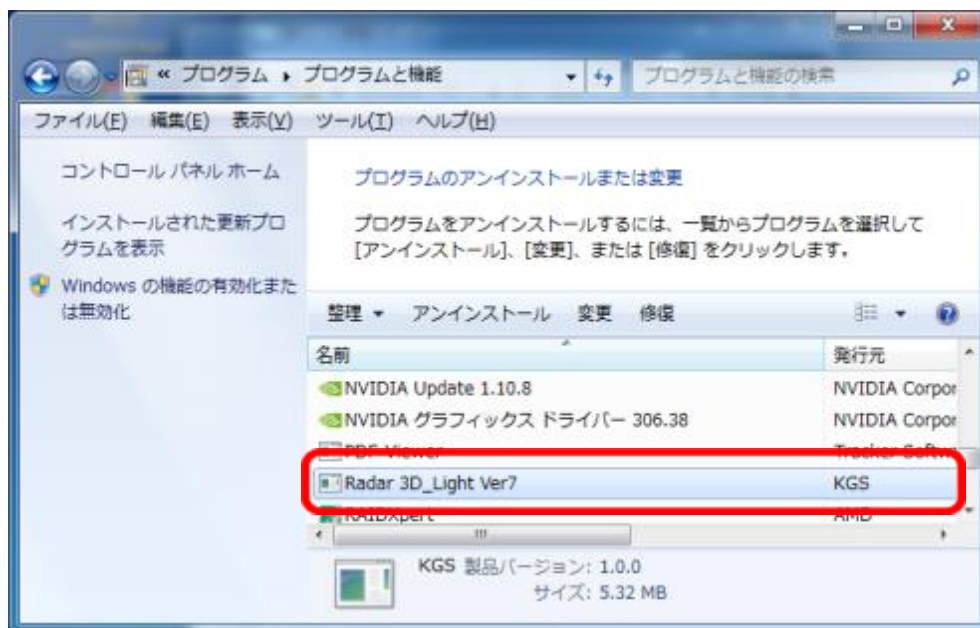 « プログラム ▸ プログラムと機能
プログラムと機能の検索
ファイル(F) 編集(E) 表示(V) ツール(T) ヘルプ(H)
コントロール パネル ホーム
インストールされた更新プロ
グラムを表示
Windows の機能の有効化また
は無効化
プログラムのアンインストールまたは変更
プログラムをアンインストールするには、一覧からプログラムを選択して
[アンインストール]、[変更]、または [修復] をクリックします。
整理 アンインストール 変更 修復
名前 発行元
NVIDIA Update 1.10.8 NVIDIA Corpor
NVIDIA グラフィックス ドライバー 306.38 NVIDIA Corpor
PDF-Viewer Tracker Softw
Radar 3D_Light Ver7 KGS
RAIDXpert AMD
KGS 製品バージョン: 1.0.0
サイズ: 5.32 MB